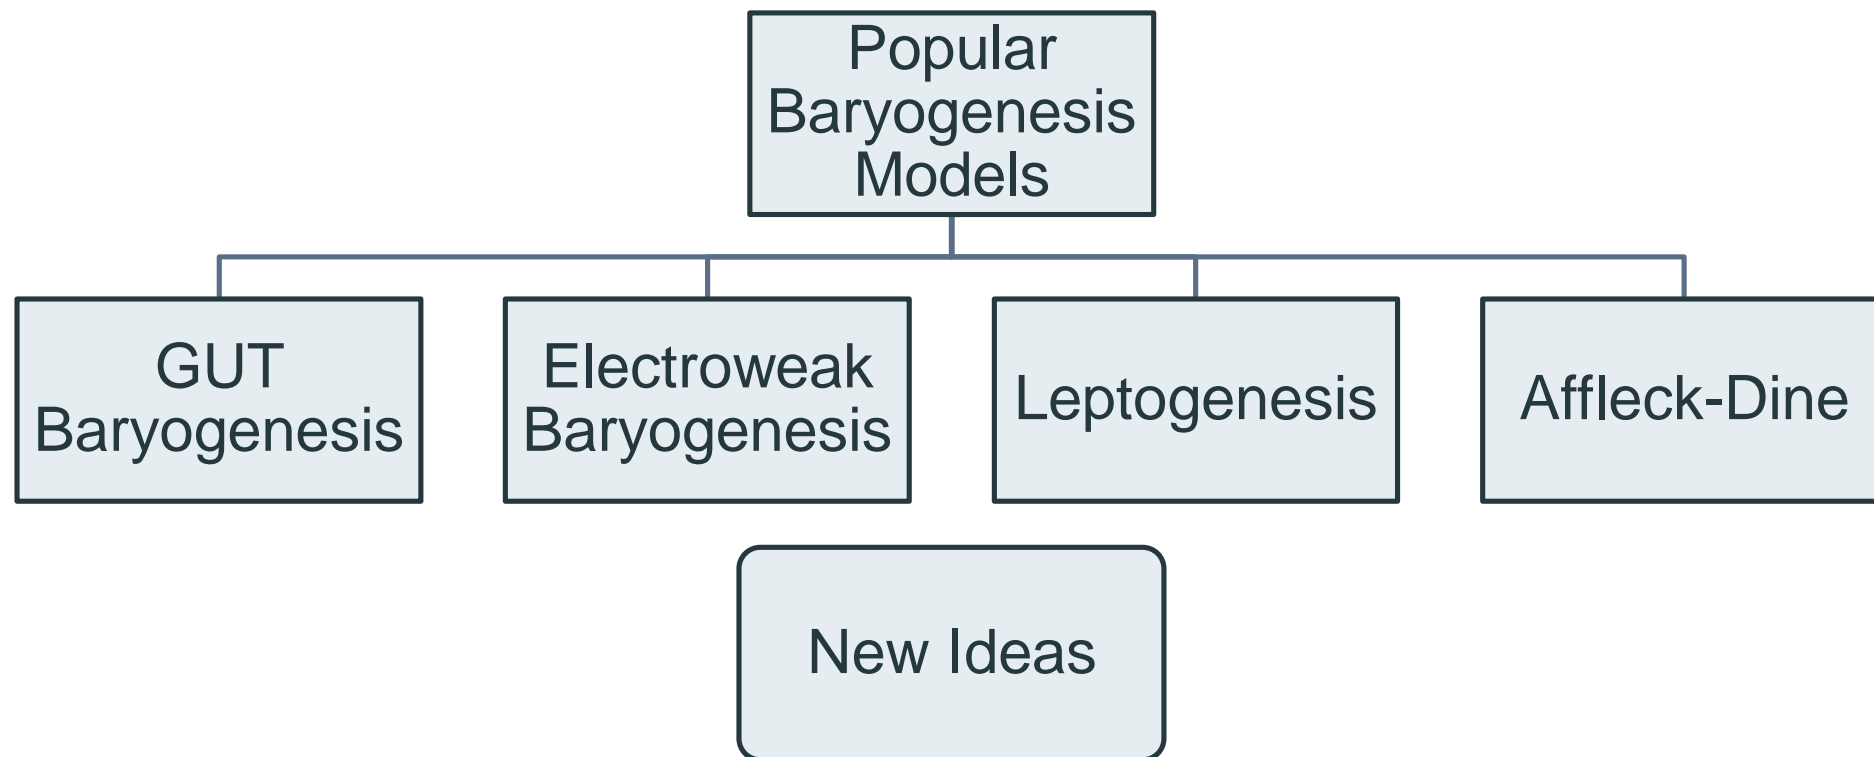 Popular
Baryogenesis
Models
GUT
Baryogenesis
Electroweak
Baryogenesis
Leptogenesis
Affleck-Dine
New Ideas